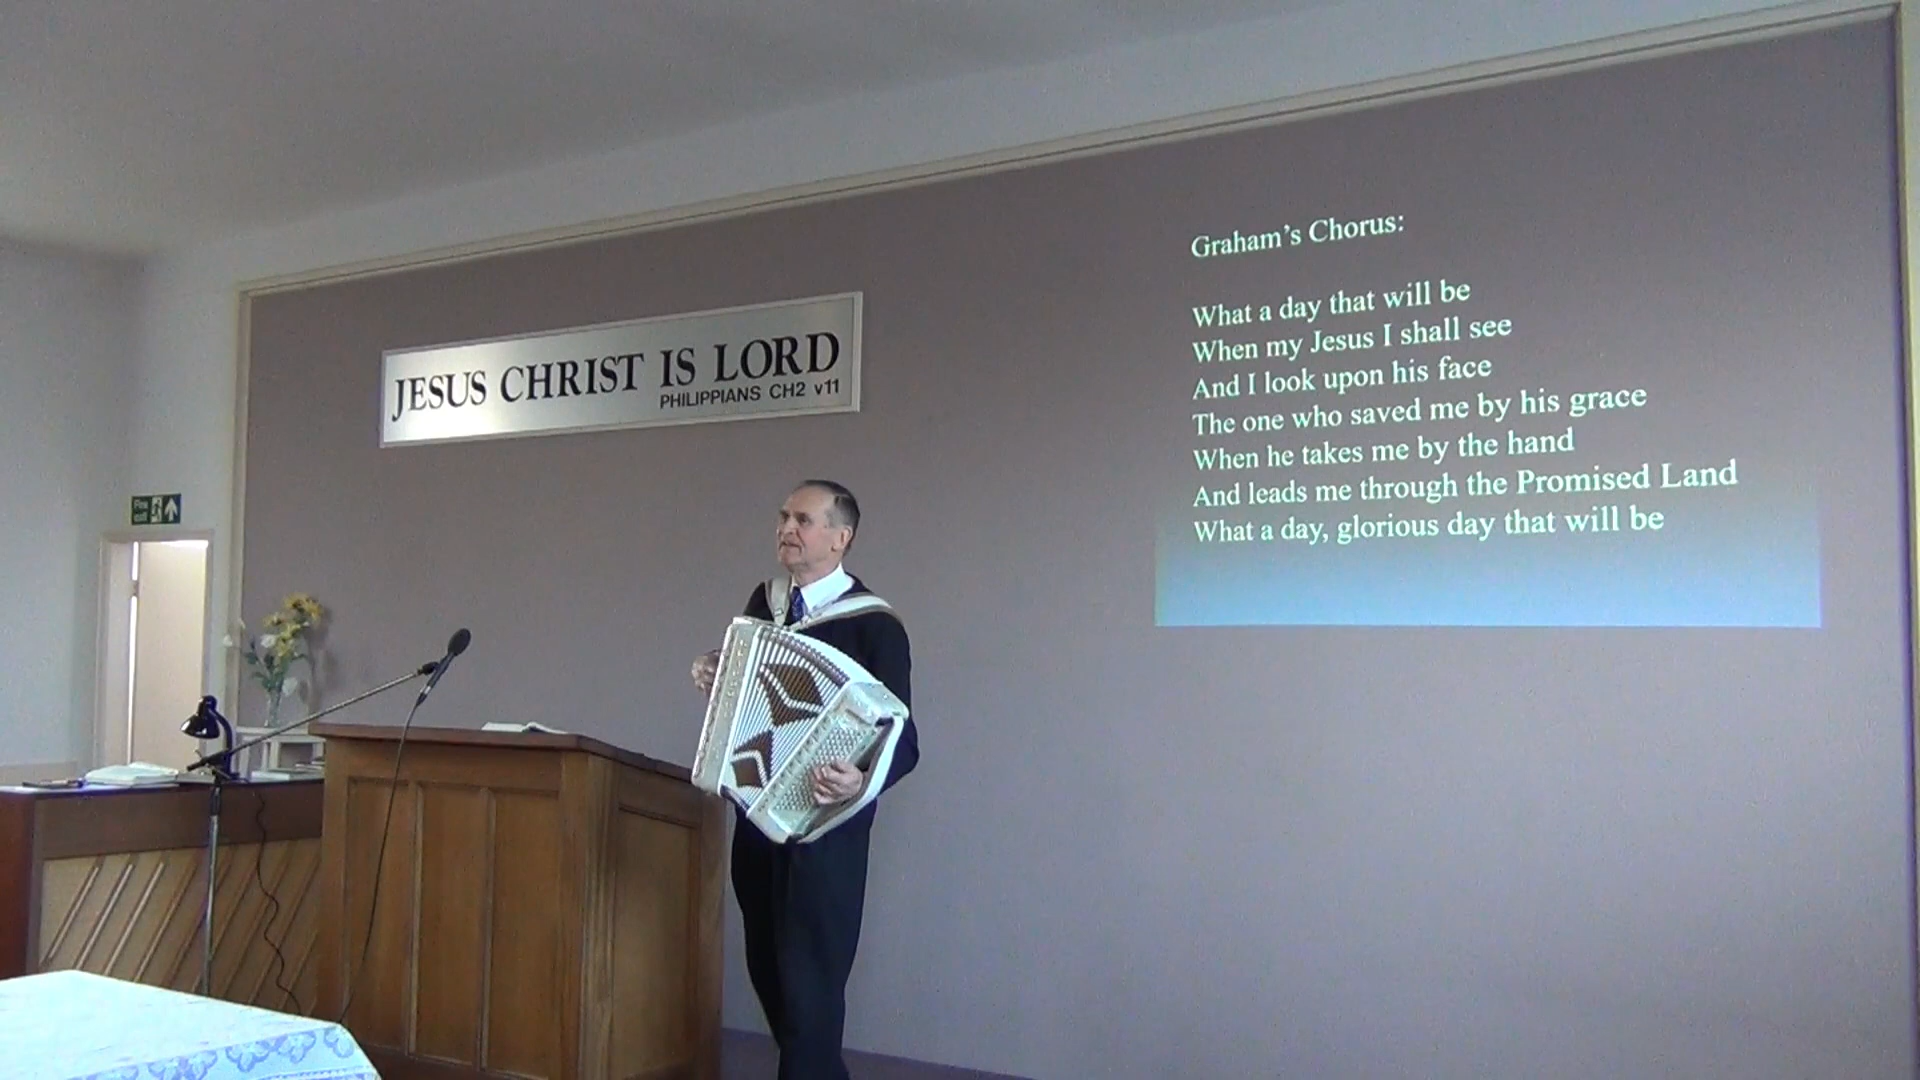 JESUS CHRIST IS LORD
PHILIPPIANS CH2 v11
Graham's Chorus:
What a day that will be
When my Jesus I shall see
And I look upon his face
The one who saved me by his grace
When he takes me by the hand
And leads me through the Promised Land
What a day, glorious day that will be
Fire
exit